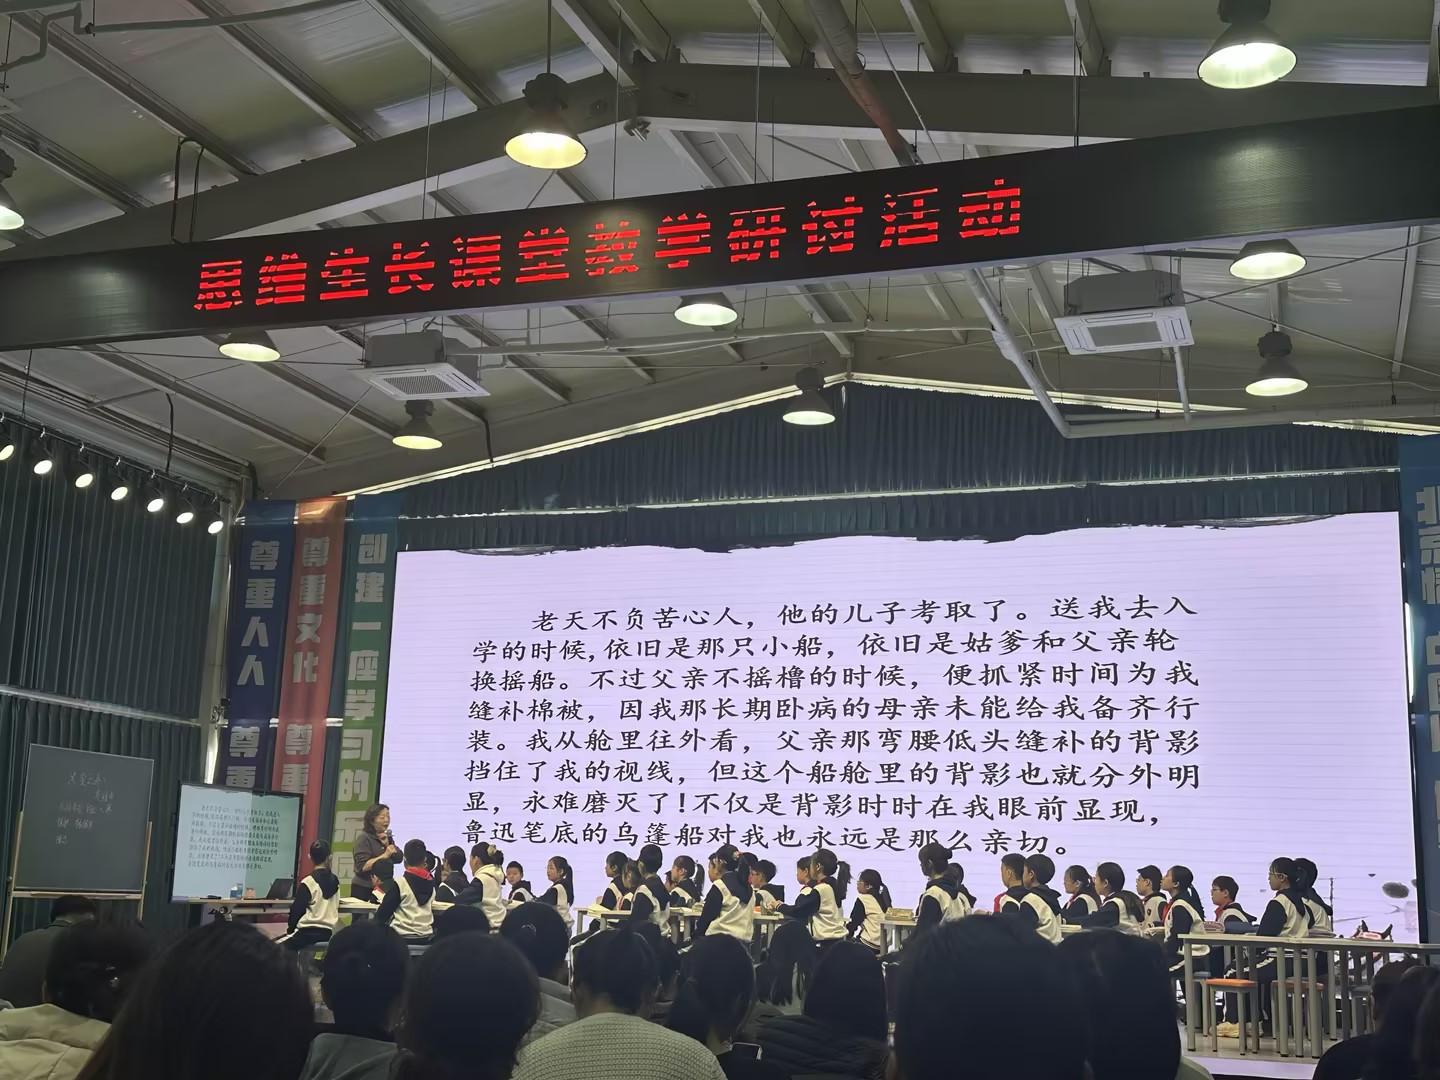 思维生长课堂教学研讨活动
尊重人人 尊重
尊重文化 尊重
创建一座学习的乐园
老天不负苦心人，他的儿子考取了。送我去入
学的时候,依旧是那只小船，依旧是姑爹和父亲轮
换摇船。不过父亲不摇橹的时候，便抓紧时间为我
缝补棉被，因我那长期卧病的母亲未能给我备齐行
装。我从舱里往外看，父亲那弯腰低头缝补的背影
挡住了我的视线，但这个船舱里的背影也就分外明
显，永难磨灭了!不仅是背影时时在我眼前显现，
鲁迅笔底的乌篷船对我也永远是那么亲切。